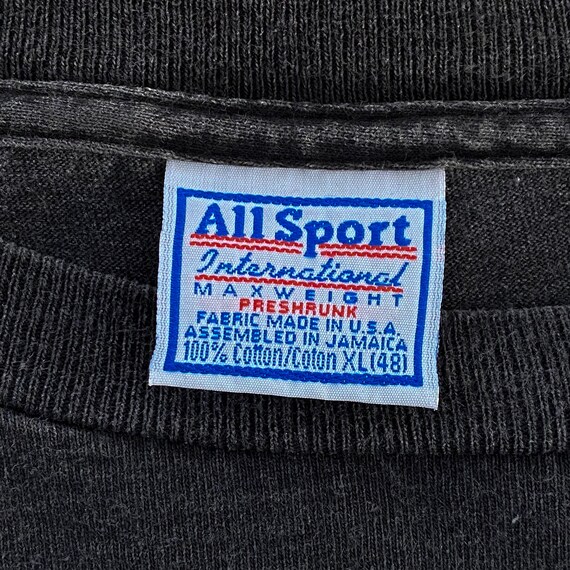 All Sport
International
MAXWEIGHT
PRESHRUNK
FABRIC MADE IN U.S.A.
ASSEMBLED IN JAMAICA
100% Cotton/Coton XL(48)